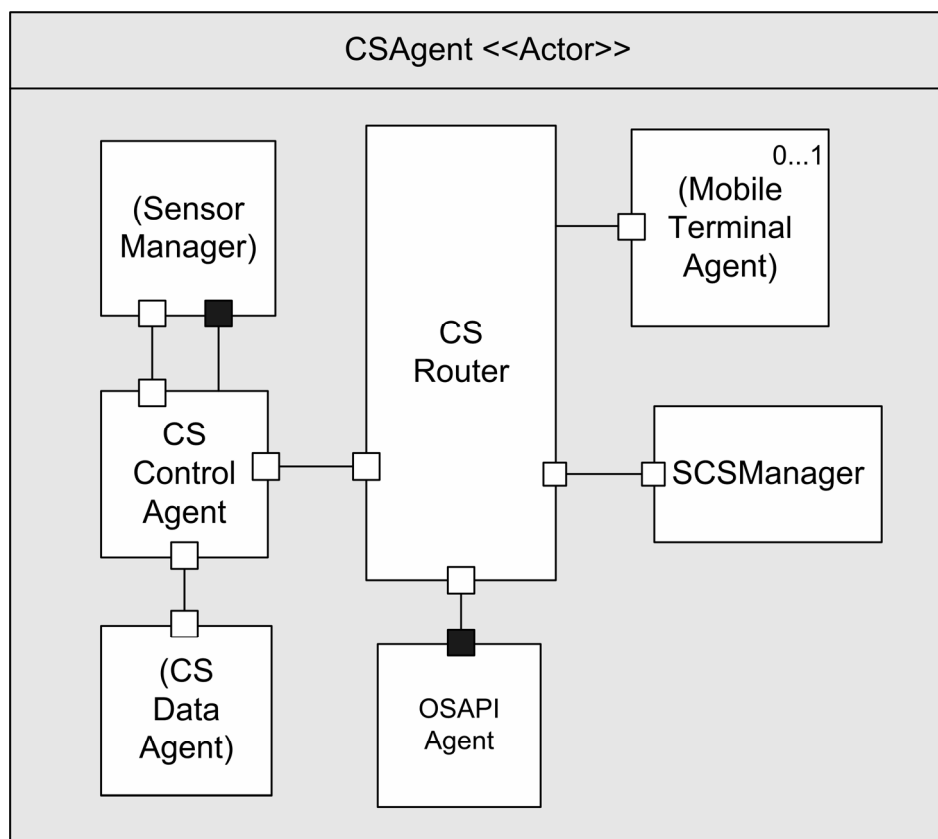 CSAgent <<Actor>>
(Sensor
Manager)
CS
Router
0...1
(Mobile
Terminal
Agent)
CS
Control
Agent
SCSManager
(CS
Data
Agent)
OSAPI
Agent